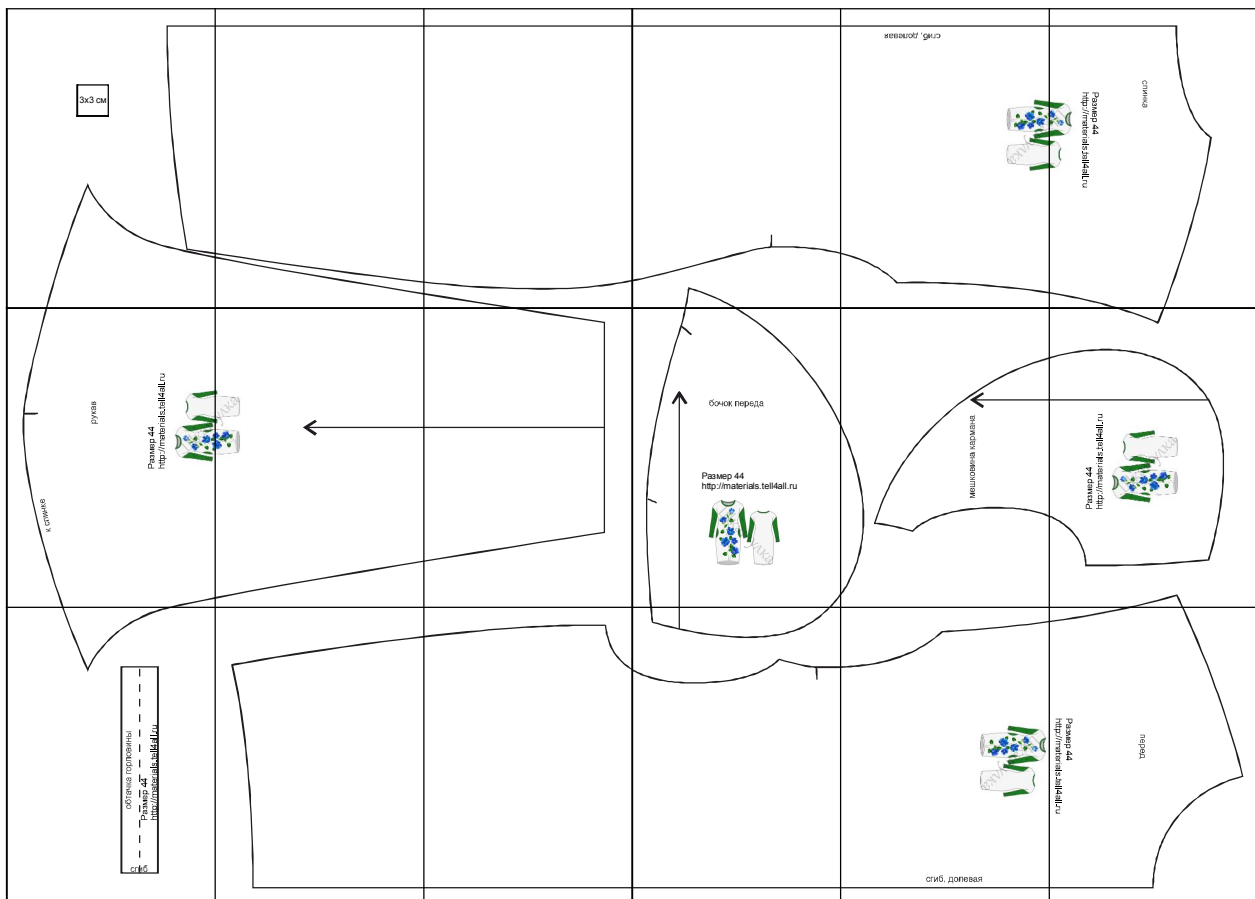 сгиб, долевая
3х3 см
спинка
Размер 44
http://materials.tell4all.ru
рукав
Размер 44
http://materials.tell4all.ru
к спинке
бочок переда
Размер 44
http://materials.tell4all.ru
мешковина кармана
Размер 44
http://materials.tell4all.ru
обтачка горловины
Размер 44
http://materials.tell4all.ru
сгиб
перед
Размер 44
http://materials.tell4all.ru
сгиб, долевая